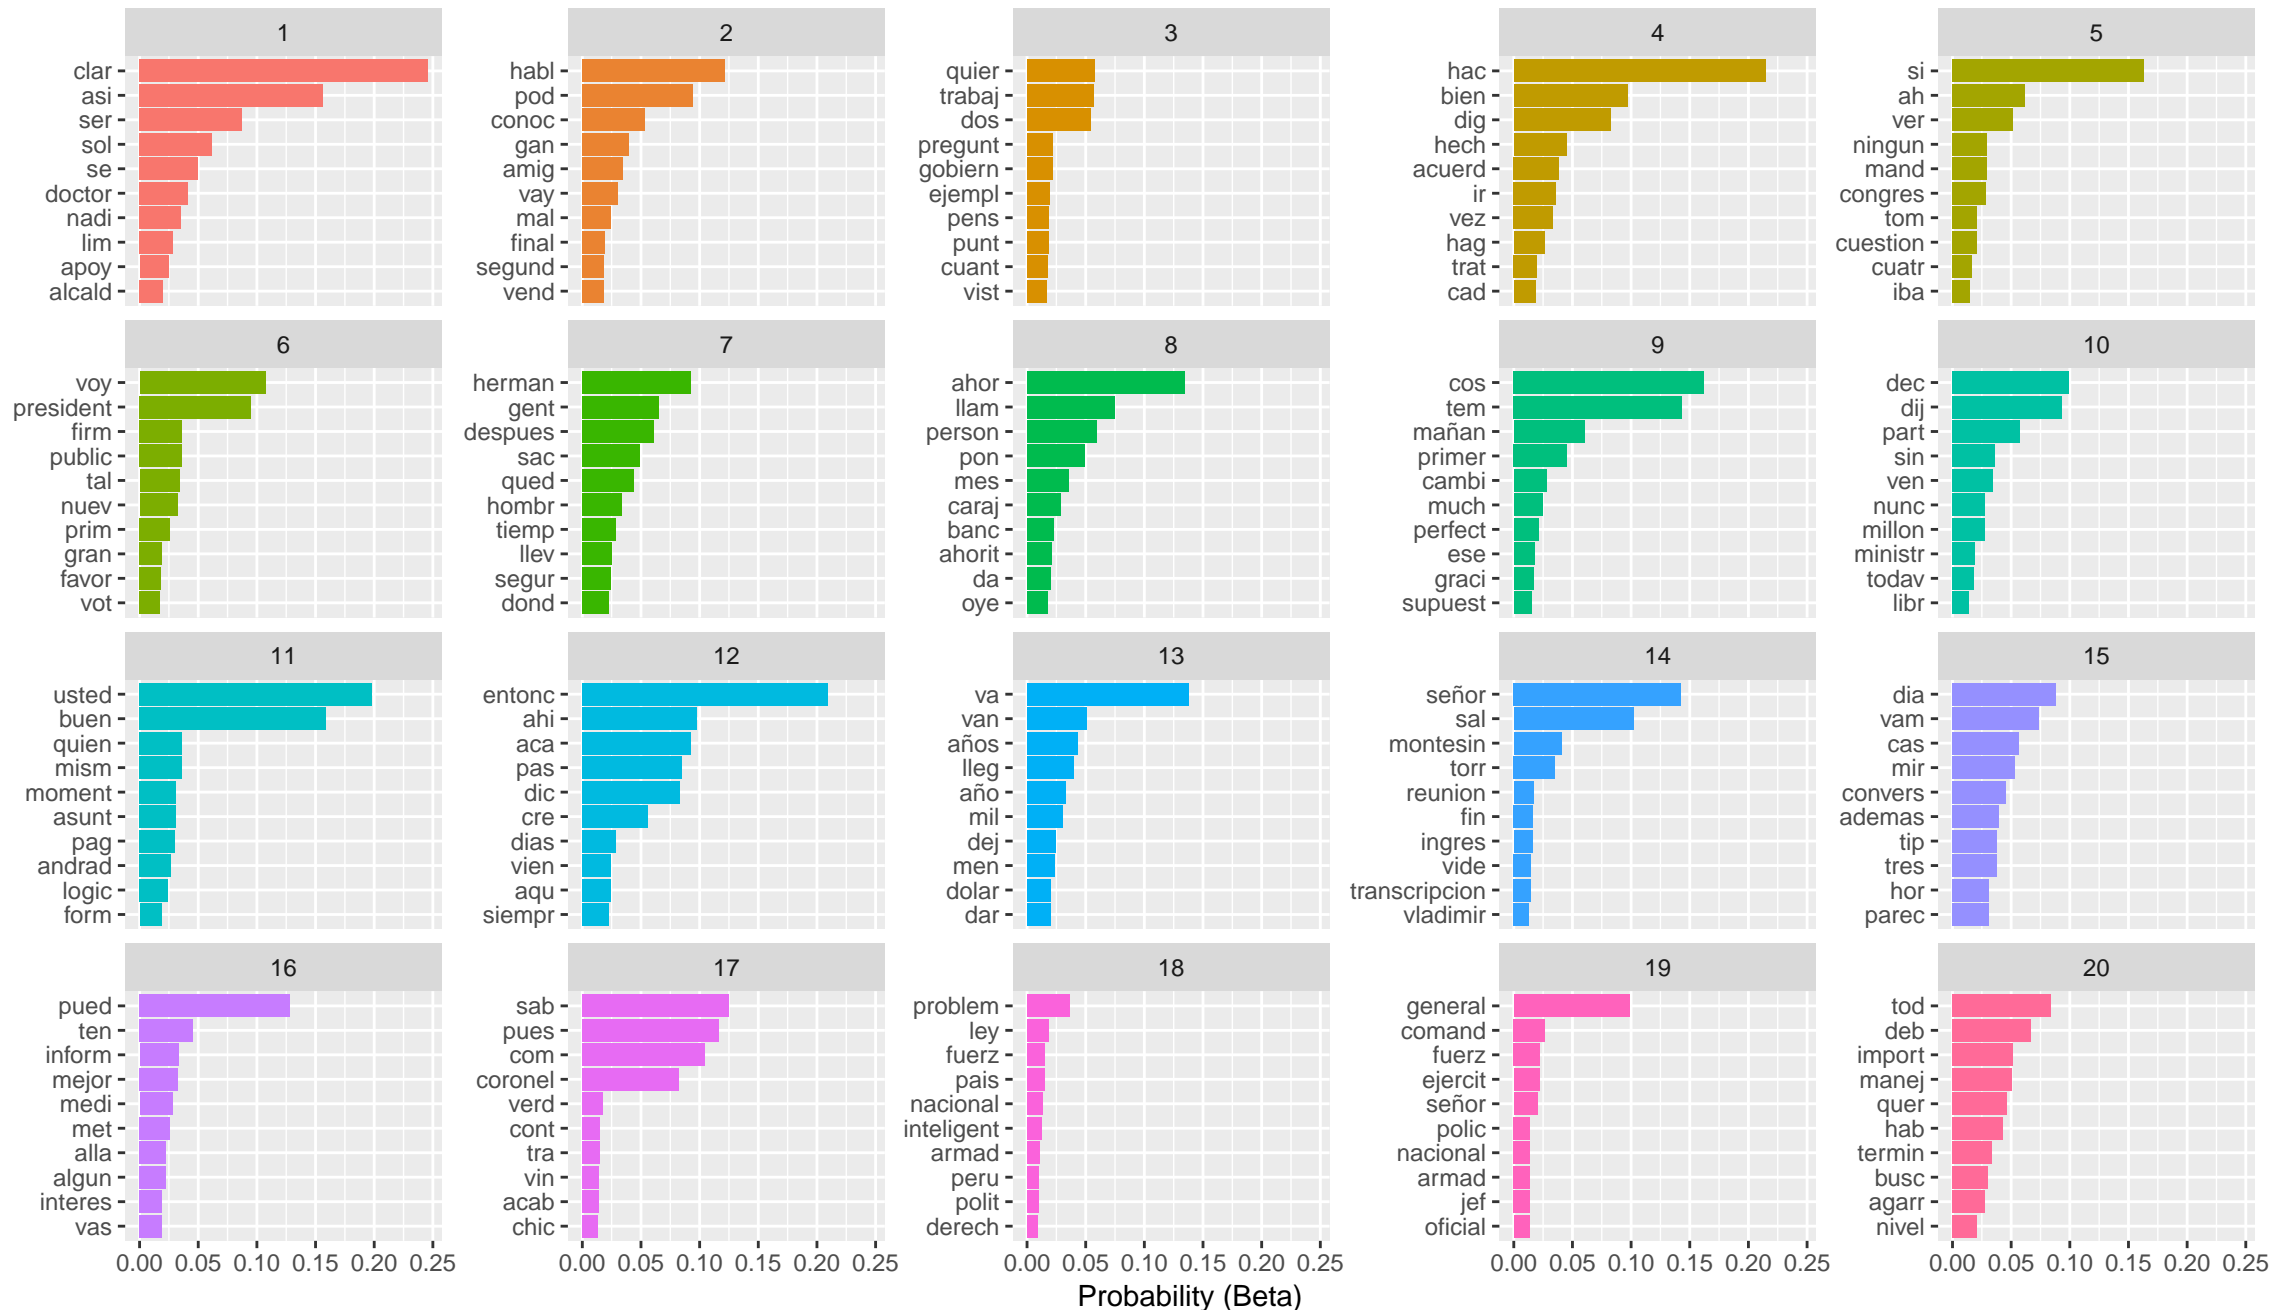 1
clar
asi
ser
sol
se
doctor
nadi
lim
apoy
alcald
2
habl
pod
conoc
gan
amig
vay
mal
final
segund
vend
3
quier
trabaj
dos
pregunt
gobiern
ejempl
pens
punt
cuant
vist
4
hac
bien
dig
hech
acuerd
ir
vez
hag
trat
cad
5
si
ah
ver
ningun
mand
congres
tom
cuestion
cuatr
iba
6
voy
president
firm
public
tal
nuev
prim
gran
favor
vot
7
herman
gent
despues
sac
qued
hombr
tiemp
llev
segur
dond
8
ahor
llam
person
pon
mes
caraj
banc
ahorit
da
oye
9
cos
tem
mañan
primer
cambi
much
perfect
ese
graci
supuest
10
dec
dij
part
sin
ven
nunc
millon
ministr
todav
libr
11
usted
buen
quien
mism
moment
asunt
pag
andrad
logic
form
12
entonc
ahi
aca
pas
dic
cre
dias
vien
aqu
siempr
13
va
van
años
lleg
año
mil
dej
men
dolar
dar
14
señor
sal
montesin
torr
reunion
fin
ingres
vide
transcripcion
vladimir
15
dia
vam
cas
mir
convers
ademas
tip
tres
hor
parec
16
pued
ten
inform
mejor
medi
met
alla
algun
interes
vas
17
sab
pues
com
coronel
verd
cont
tra
vin
acab
chic
18
problem
ley
fuerz
pais
nacional
inteligent
armad
peru
polit
derech
19
general
comand
fuerz
ejercit
señor
polic
nacional
armad
jef
oficial
20
tod
deb
import
manej
quer
hab
termin
busc
agarr
nivel
0.00 0.05 0.10 0.15 0.20 0.25
0.00 0.05 0.10 0.15 0.20 0.25
0.00 0.05 0.10 0.15 0.20 0.25
0.00 0.05 0.10 0.15 0.20 0.25
0.00 0.05 0.10 0.15 0.20 0.25
Probability (Beta)